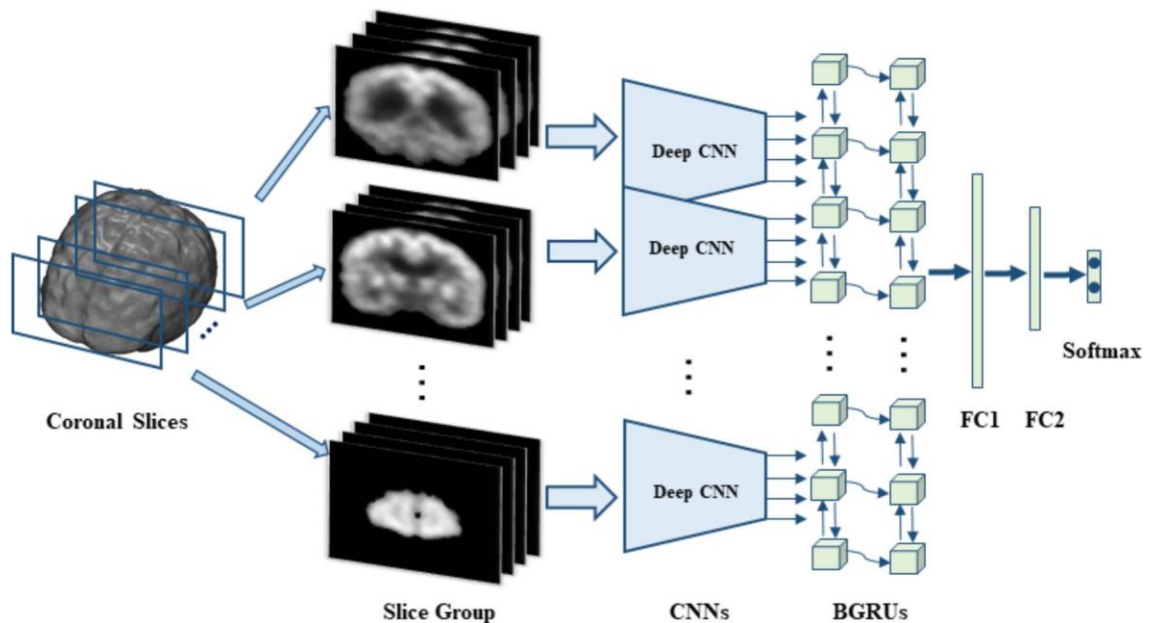 Deep CNN
Deep CNN
Softmax
Coronal Slices
FC1
FC2
Deep CNN
Slice Group
CNNs
BGRUs